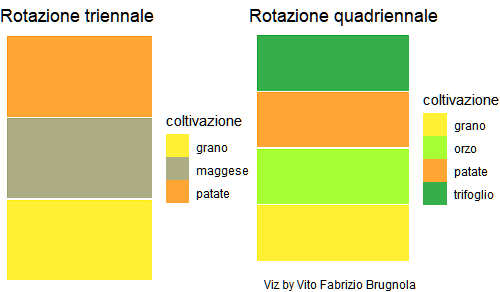 Rotazione triennale
coltivazione
grano
maggese
patate
Rotazione quadriennale
coltivazione
grano
orzo
patate
trifoglio
Viz by Vito Fabrizio Brugnola